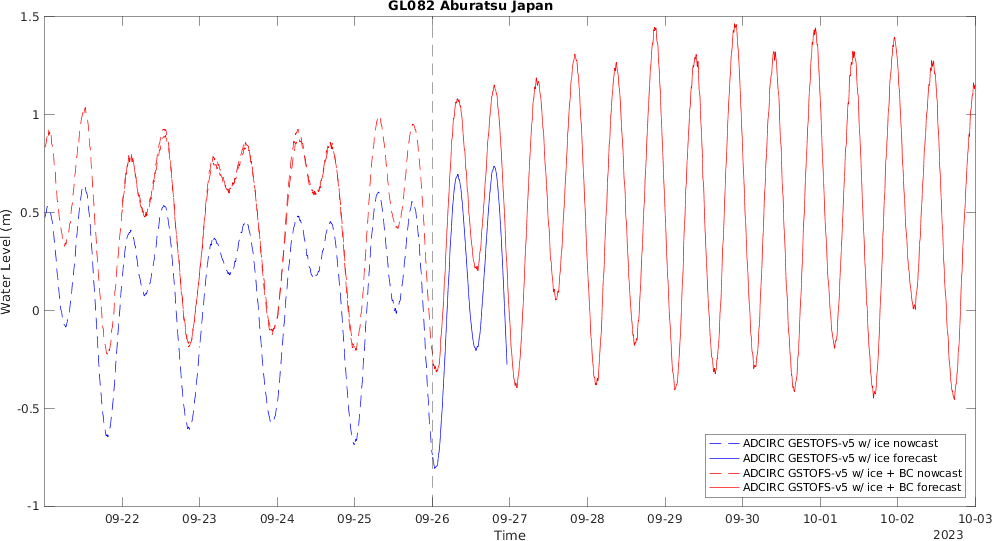 GL082 Aburatsu Japan
1.5
1
0.5
0
-0.5
-1
Water Level (m)
ADCIRC GESTOFS-v5 w/ ice nowcast
ADCIRC GESTOFS-v5 w/ ice forecast
ADCIRC GSTOFS-v5 w/ ice + BC nowcast
ADCIRC GSTOFS-v5 w/ ice + BC forecast
09-22 09-23 09-24 09-25 09-26 09-27 09-28 09-29 09-30 10-01 10-02 10-03
Time
2023